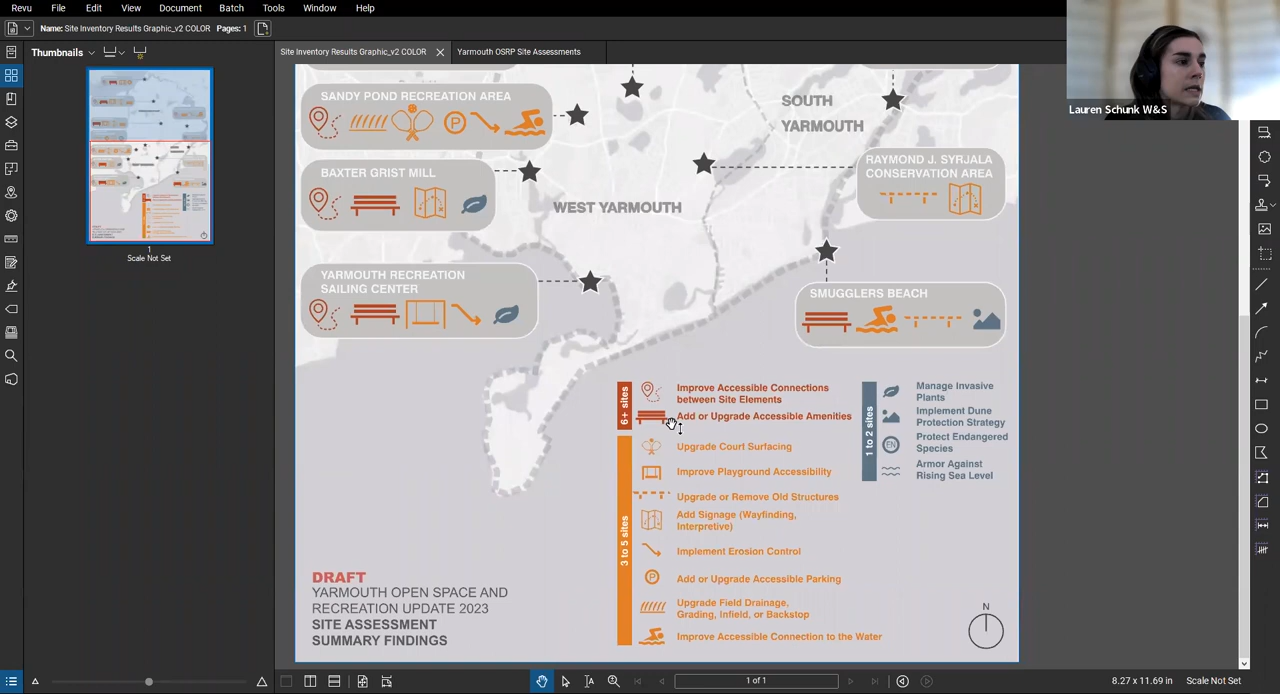 Revu File Edit View Document Batch Tools Window Help
Name: Site Inventory Results Graphic_v2 COLOR Pages: 1
Thumbnails
1
Scale Not Set
Site Inventory Results Graphic_v2 COLOR
Yarmouth OSRP Site Assessments
Lauren Schunk W&S
SANDY POND RECREATION AREA
P
SOUTH
YARMOUTH
BAXTER GRIST MILL
WEST YARMOUTH
RAYMOND J. SYRJALA
CONSERVATION AREA
YARMOUTH RECREATION
SAILING CENTER
SMUGGLERS BEACH
6+ sites
Improve Accessible Connections
between Site Elements
Add or Upgrade Accessible Amenities
3 to 5 sites
Upgrade Court Surfacing
Improve Playground Accessibility
Upgrade or Remove Old Structures
Add Signage (Wayfinding,
Interpretive)
Implement Erosion Control
P
Add or Upgrade Accessible Parking
Upgrade Field Drainage,
Grading, Infield, or Backstop
Improve Accessible Connection to the Water
1 to 2 sites
Manage Invasive
Plants
Implement Dune
Protection Strategy
EN
Protect Endangered
Species
Armor Against
Rising Sea Level
DRAFT
YARMOUTH OPEN SPACE AND
RECREATION UPDATE 2023
SITE ASSESSMENT
SUMMARY FINDINGS
N
1 of 1
8.27 x 11.69 in
Scale Not Set